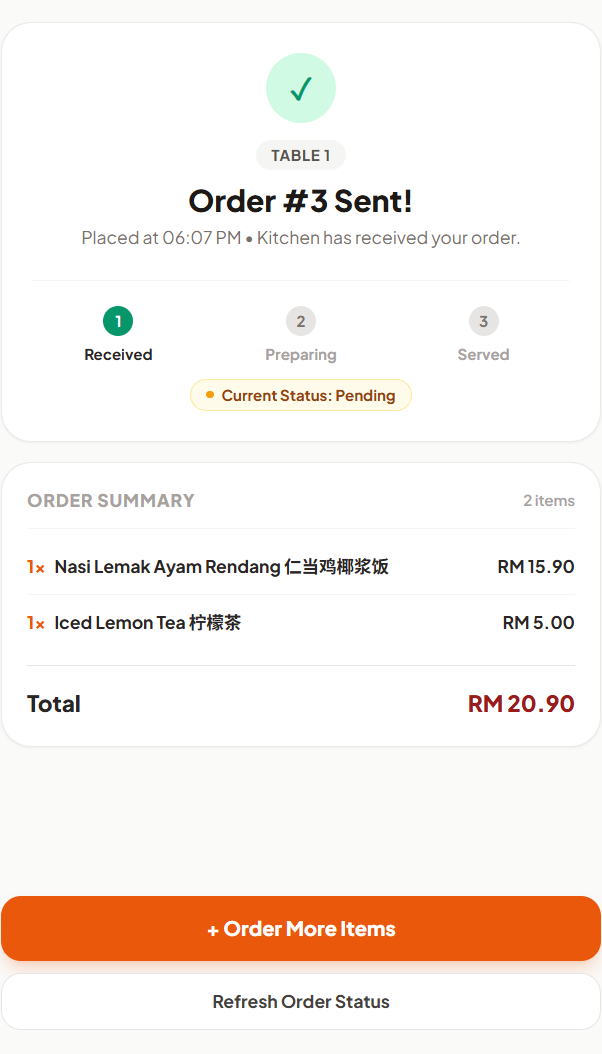 ✓
TABLE 1
Order #3 Sent!
Placed at 06:07 PM • Kitchen has received your order.
1 2 3
Received Preparing Served
Current Status: Pending
ORDER SUMMARY 2 items
1× Nasi Lemak Ayam Rendang 仁当鸡椰浆饭 RM 15.90
1× Iced Lemon Tea 柠檬茶 RM 5.00
Total RM 20.90
+ Order More Items
Refresh Order Status